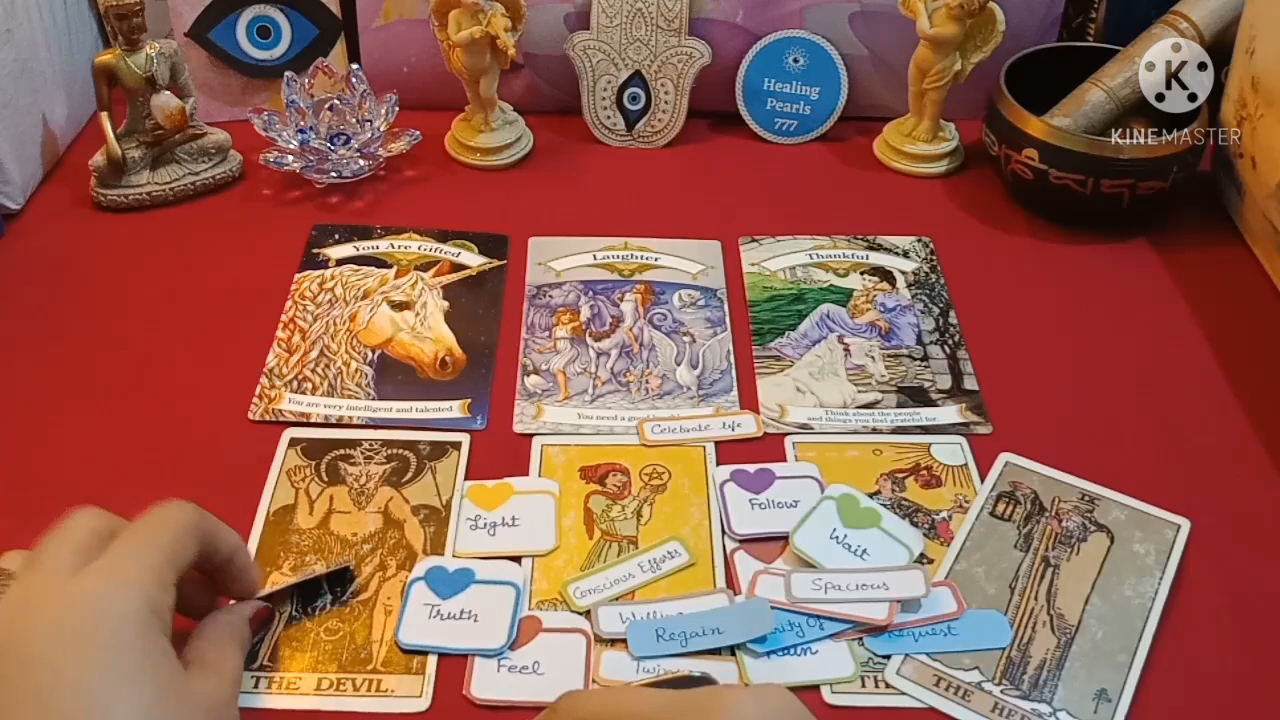 Healing
Pearls
777
K
KINEMASTER
You Are Gifted
Laughter
Thankful
You are very intelligent and talented.
You need a good
Think about the people
and things you feel grateful for.
Celebrate life
XV
Light
Follow
Wait
IX
Conscious Efforts
Spacious
Truth
Regain
Request
Feel
THE DEVIL.
THE